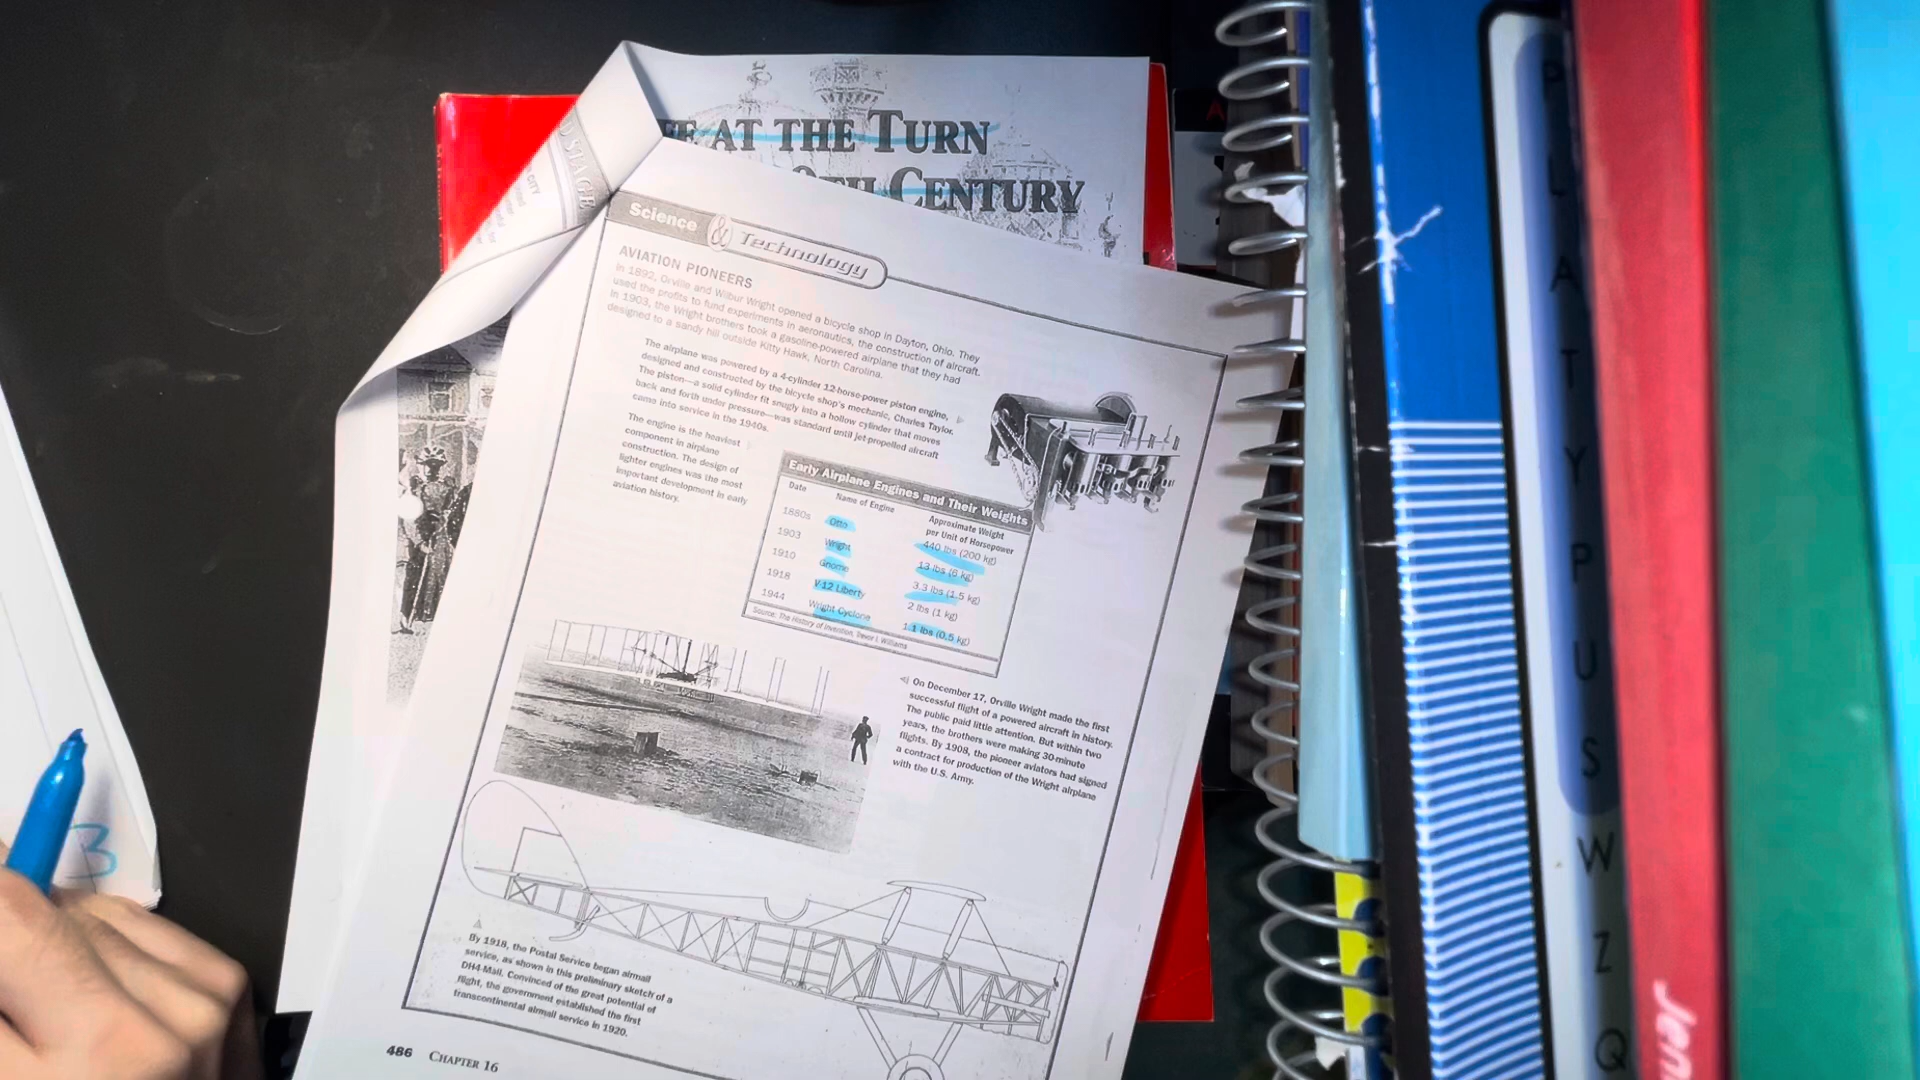 D STAGE
CITY
FE AT THE TURN
0TH CENTURY
Science & Technology
AVIATION PIONEERS
In 1892, Orville and Wilbur Wright opened a bicycle shop in Dayton, Ohio. They
used the profits to fund experiments in aeronautics, the construction of aircraft.
In 1903, the Wright brothers took a gasoline-powered airplane that they had
designed to a sandy hill outside Kitty Hawk, North Carolina.
The airplane was powered by a 4-cylinder 12-horse-power piston engine,
designed and constructed by the bicycle shop's mechanic, Charles Taylor.
The piston—a solid cylinder fit snugly into a hollow cylinder that moves
back and forth under pressure—was standard until jet-propelled aircraft
came into service in the 1940s.
The engine is the heaviest
component in airplane
construction. The design of
lighter engines was the most
important development in early
aviation history.
Early Airplane Engines and Their Weights
Date Name of Engine Approximate Weight
per Unit of Horsepower
1880s Otto 440 lbs (200 kg)
1903 Wright 13 lbs (6 kg)
1910 Gnome 3.3 lbs (1.5 kg)
1918 V-12 Liberty 2 lbs (1 kg)
1944 Wright Cyclone 1.1 lbs (0.5 kg)
Source: The History of Invention, Trevor I. Williams
On December 17, Orville Wright made the first
successful flight of a powered aircraft in history.
The public paid little attention. But within two
years, the brothers were making 30-minute
flights. By 1908, the pioneer aviators had signed
a contract for production of the Wright airplane
with the U.S. Army.
By 1918, the Postal Service began airmail
service, as shown in this preliminary sketch of a
DH4-Mail. Convinced of the great potential of
flight, the government established the first
transcontinental airmail service in 1920.
486 CHAPTER 16
3
PLATYPUS
W
Z
Q
Jen